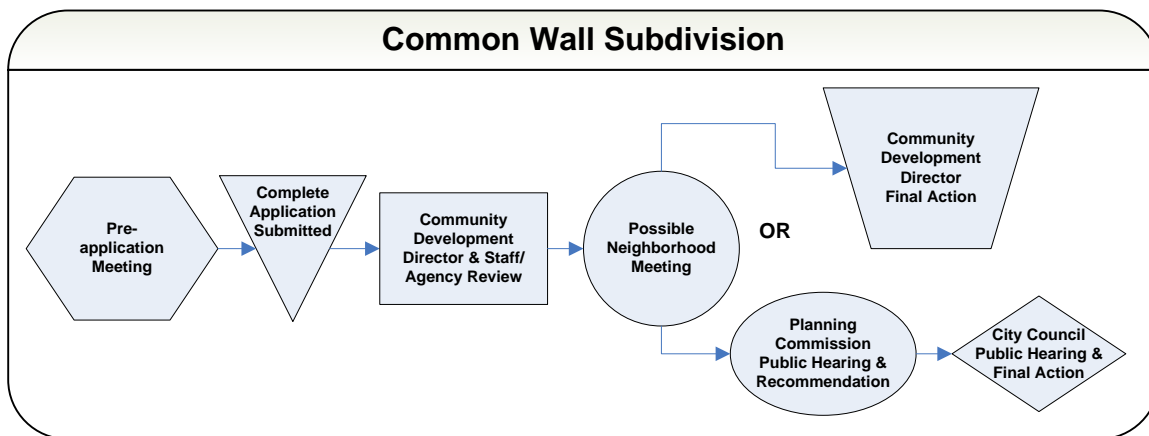 Common Wall Subdivision
Pre-
application
Meeting
Complete
Application
Submitted
Community
Development
Director & Staff/
Agency Review
Possible
Neighborhood
Meeting
OR
Community
Development
Director
Final Action
Planning
Commission
Public Hearing &
Recommendation
City Council
Public Hearing &
Final Action